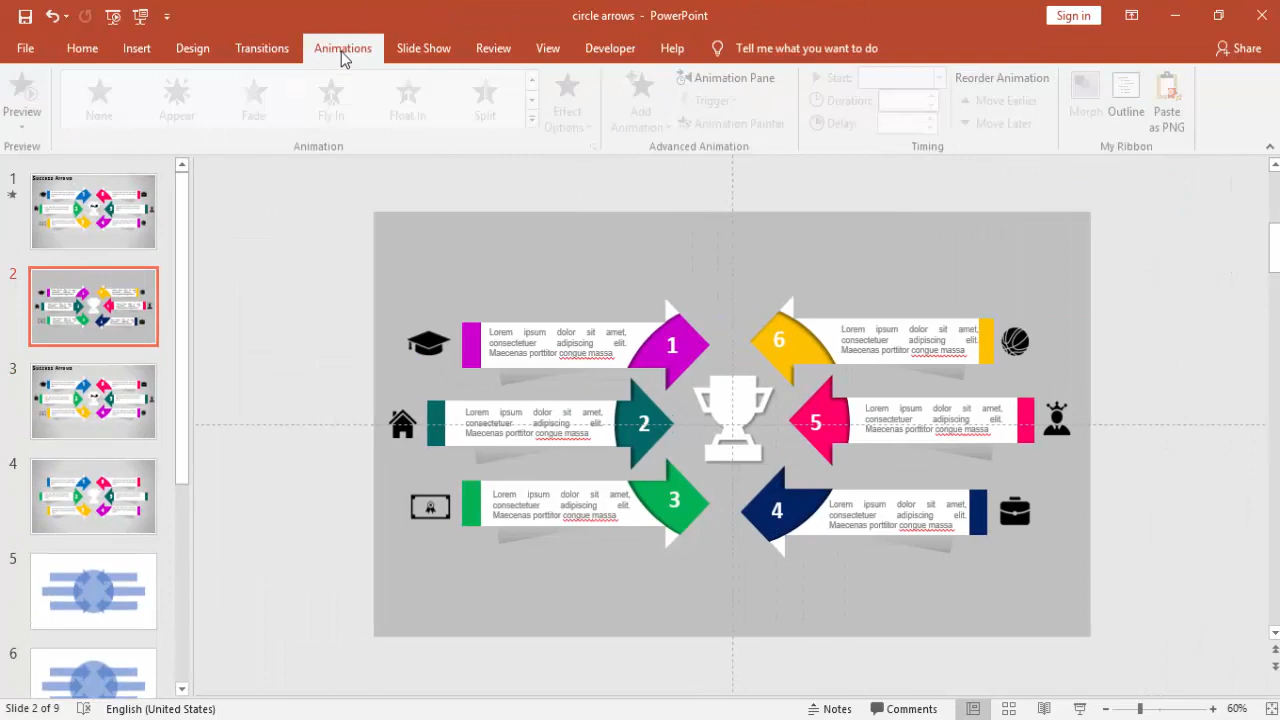 circle arrows - PowerPoint
Sign in
File Home Insert Design Transitions Animations Slide Show Review View Developer Help Tell me what you want to do Share
Preview
None Appear Fade Fly In Float In Split
Effect Options
Add Animation
Animation Pane
Trigger
Animation Painter
Start:
Duration:
Delay:
Reorder Animation
Move Earlier
Move Later
Morph Outline Paste as PNG
Preview Animation Advanced Animation Timing My Ribbon
1
Success Arrows
2
3
4
5
6
Lorem ipsum dolor sit amet,
consectetuer adipiscing elit.
Maecenas porttitor congue massa
1
6
Lorem ipsum dolor sit amet,
consectetuer adipiscing elit.
Maecenas porttitor congue massa
Lorem ipsum dolor sit amet,
consectetuer adipiscing elit.
Maecenas porttitor congue massa
2
5
Lorem ipsum dolor sit amet,
consectetuer adipiscing elit.
Maecenas porttitor congue massa
Lorem ipsum dolor sit amet,
consectetuer adipiscing elit.
Maecenas porttitor congue massa
3
4
Lorem ipsum dolor sit amet,
consectetuer adipiscing elit.
Maecenas porttitor congue massa
Slide 2 of 9 English (United States) Notes Comments 60%